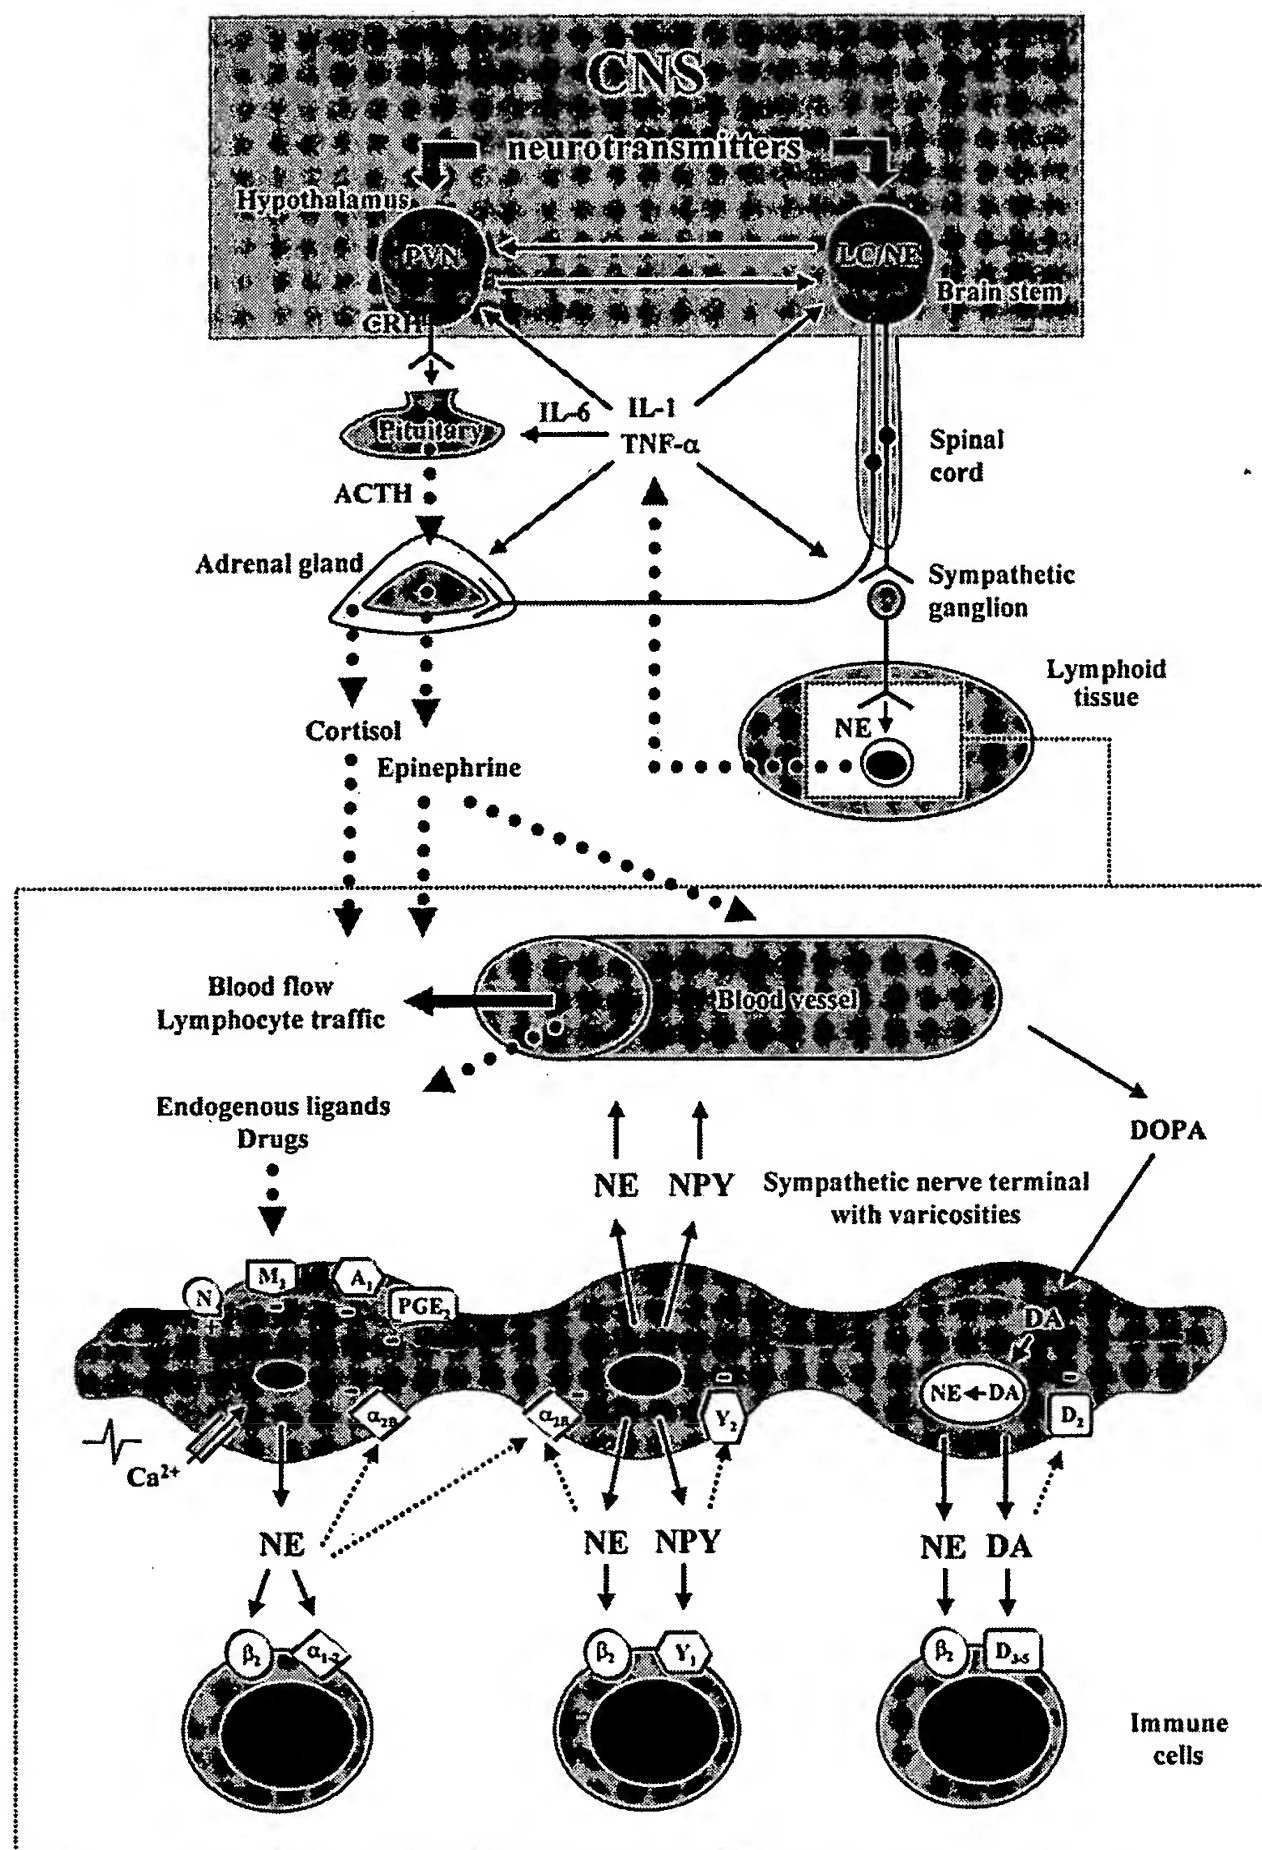 CNS
neurotransmitters
Hypothalamus
PVN
LC/NE
Brain stem
CRH
IL-6
IL-1
TNF-α
Pituitary
Spinal
cord
ACTH
Adrenal gland
Sympathetic
ganglion
Lymphoid
tissue
NE
Cortisol
Epinephrine
Blood flow
Lymphocyte traffic
Blood vessel
Endogenous ligands
Drugs
DOPA
NE NPY
Sympathetic nerve terminal
with varicosities
N
+
M₂
-
A₁
-
PGE₂
-
DA
NE DA
-
α₂B
-
α₂B
-
Y₂
-
D₂
Ca²⁺
NE
NE NPY
NE DA
β₂ α₁₋₂
β₂ Y₁
β₂ D₃₋₅
Immune
cells